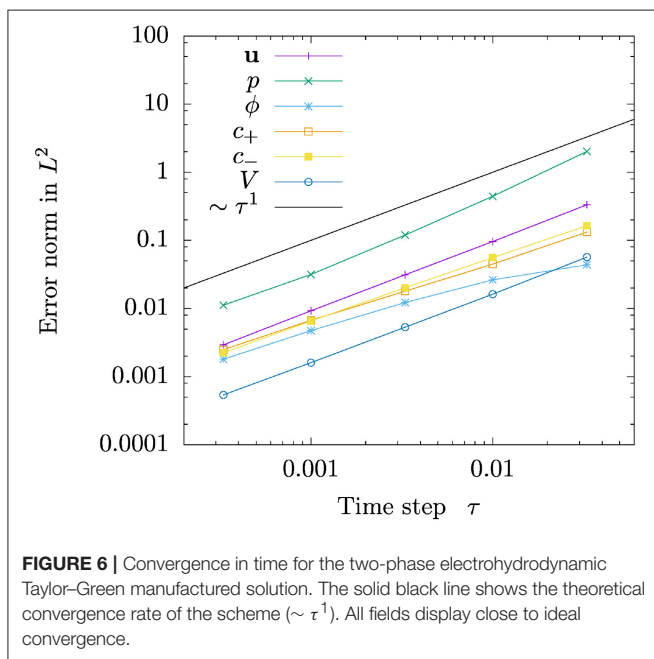 100
10
1
0.1
0.01
0.001
0.0001
Error norm in L²
u
p
ϕ
c₊
c₋
V
∼ τ¹
0.001
0.01
Time step τ
FIGURE 6 | Convergence in time for the two-phase electrohydrodynamic
Taylor–Green manufactured solution. The solid black line shows the theoretical
convergence rate of the scheme (∼ τ¹). All fields display close to ideal
convergence.